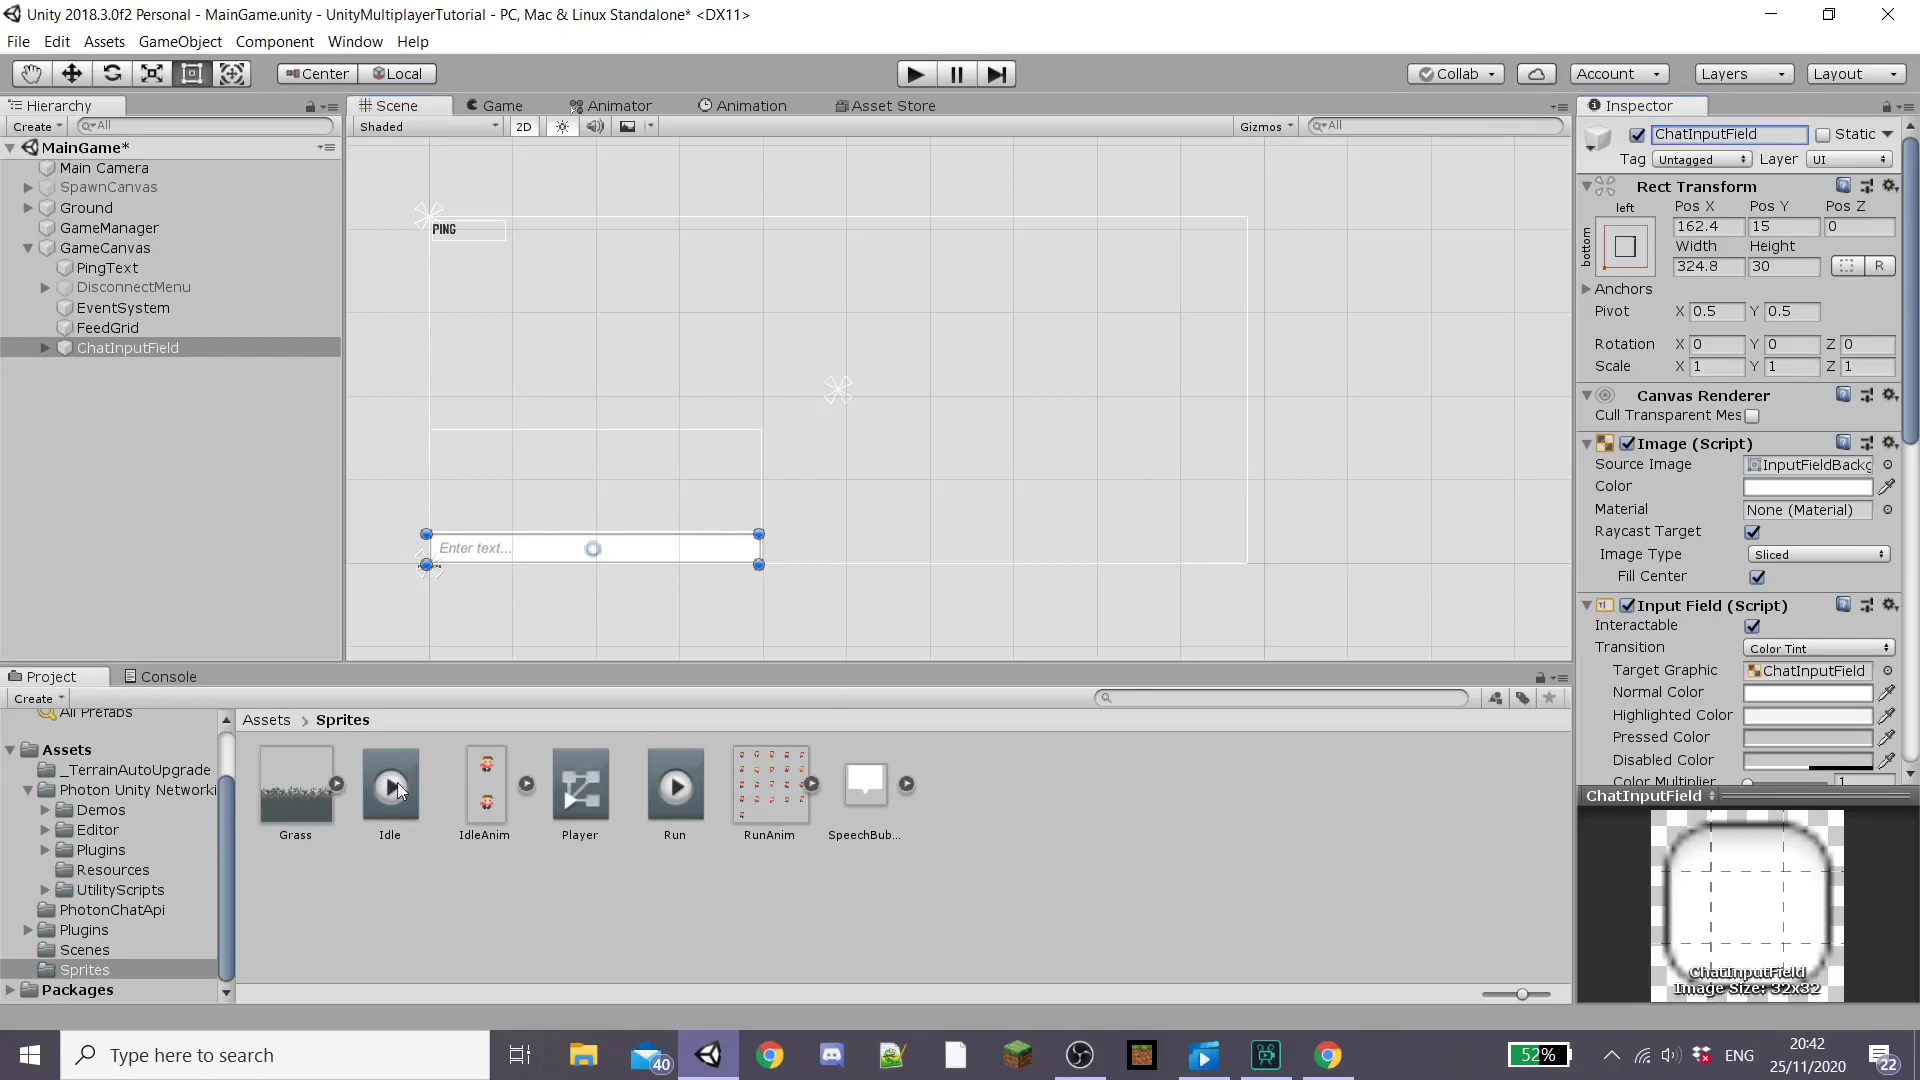 Unity 2018.3.0f2 Personal - MainGame.unity - UnityMultiplayerTutorial - PC, Mac & Linux Standalone* <DX11>
File Edit Assets GameObject Component Window Help
Center Local Collab Account Layers Layout
Hierarchy
Create All
MainGame*
Main Camera
SpawnCanvas
Ground
GameManager
GameCanvas
PingText
DisconnectMenu
EventSystem
FeedGrid
ChatInputField
Scene Game Animator Animation Asset Store
Shaded 2D Gizmos All
PING
Enter text...
Inspector
ChatInputField Static
Tag Untagged Layer UI
Rect Transform
left Pos X Pos Y Pos Z
bottom 162.4 15 0
Width Height
324.8 30 R
Anchors
Pivot X 0.5 Y 0.5
Rotation X 0 Y 0 Z 0
Scale X 1 Y 1 Z 1
Canvas Renderer
Cull Transparent Mes
Image (Script)
Source Image InputFieldBackg
Color
Material None (Material)
Raycast Target
Image Type Sliced
Fill Center
Input Field (Script)
Interactable
Transition Color Tint
Target Graphic ChatInputField
Normal Color
Highlighted Color
Pressed Color
Disabled Color
Color Multiplier 1
ChatInputField
ChatInputField
Image Size: 32x32
Project Console
Create
All Prefabs
Assets
_TerrainAutoUpgrade
Photon Unity Networki
Demos
Editor
Plugins
Resources
UtilityScripts
PhotonChatApi
Plugins
Scenes
Sprites
Packages
Assets Sprites
Grass Idle IdleAnim Player Run RunAnim SpeechBub...
Type here to search
40
52%
ENG
20:42
25/11/2020
22